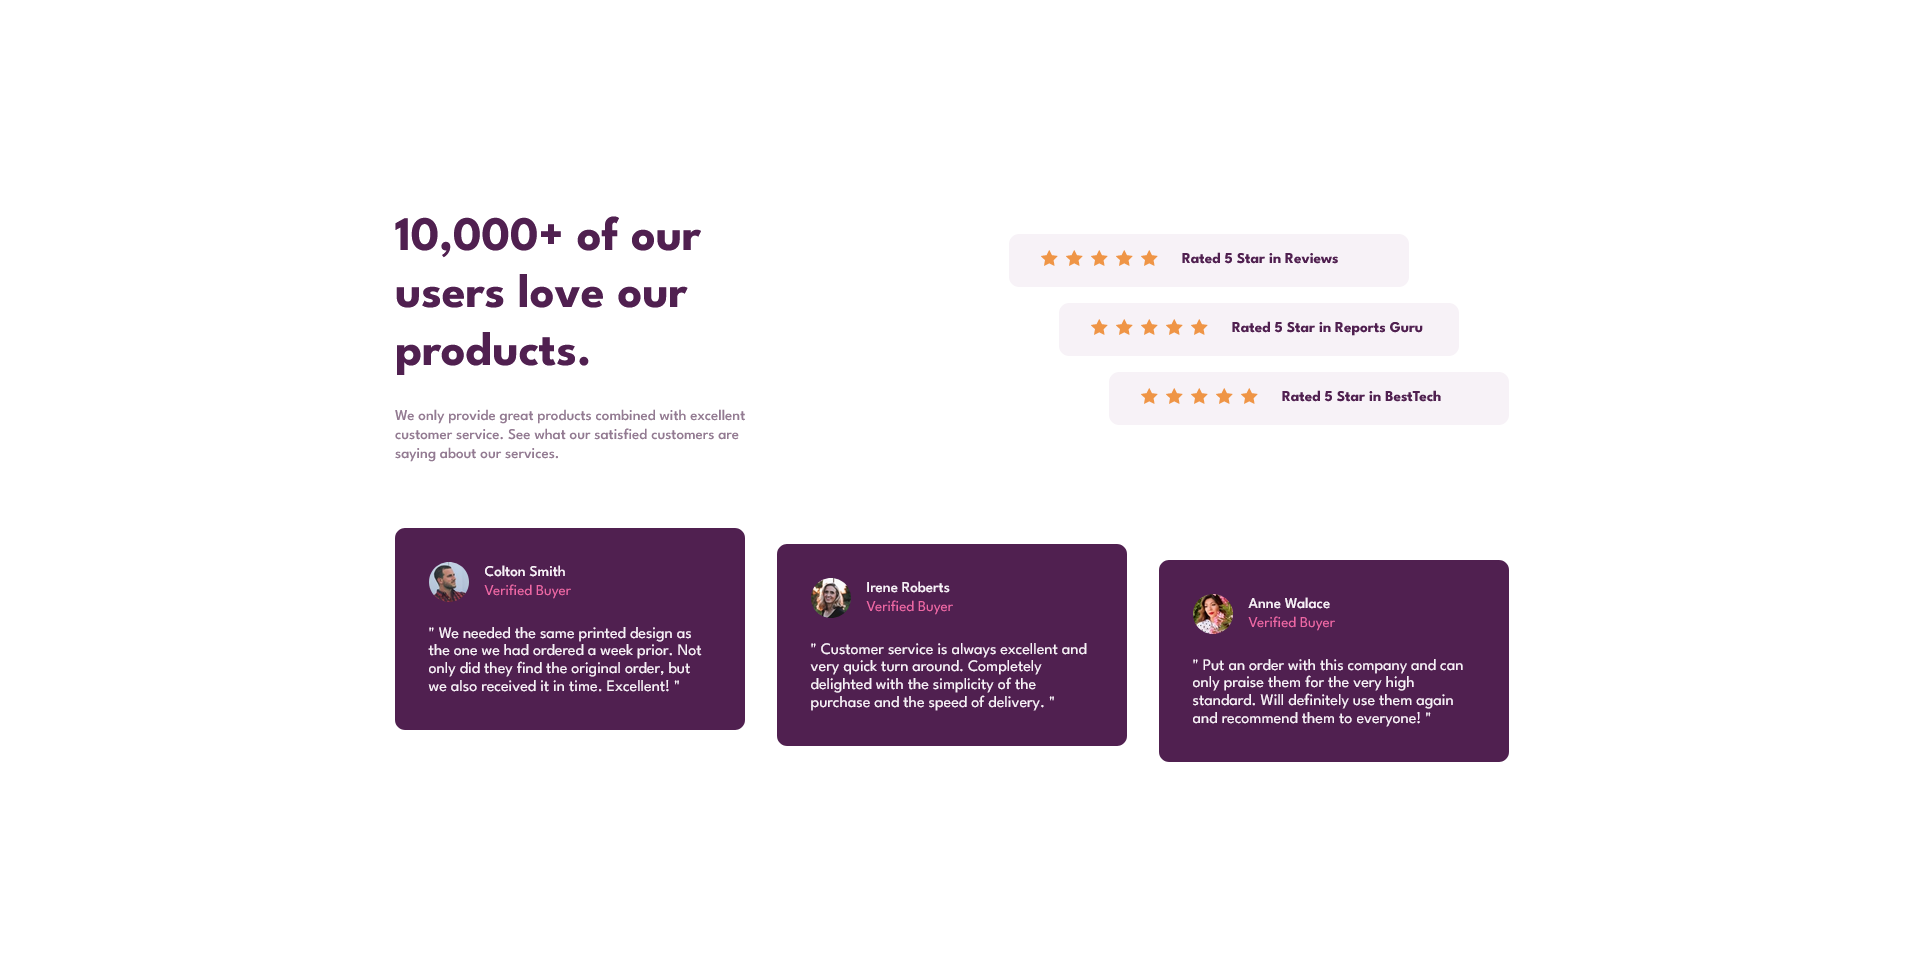 10,000+ of our
users love our
products.
We only provide great products combined with excellent
customer service. See what our satisfied customers are
saying about our services.
Rated 5 Star in Reviews
Rated 5 Star in Reports Guru
Rated 5 Star in BestTech
Colton Smith
Verified Buyer
" We needed the same printed design as
the one we had ordered a week prior. Not
only did they find the original order, but
we also received it in time. Excellent! "
Irene Roberts
Verified Buyer
" Customer service is always excellent and
very quick turn around. Completely
delighted with the simplicity of the
purchase and the speed of delivery. "
Anne Walace
Verified Buyer
" Put an order with this company and can
only praise them for the very high
standard. Will definitely use them again
and recommend them to everyone! "